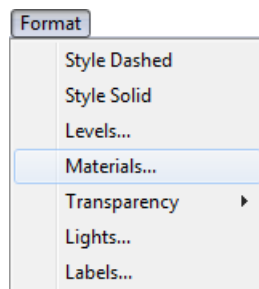 Format
Style Dashed
Style Solid
Levels...
Materials...
Transparency
Lights...
Labels...